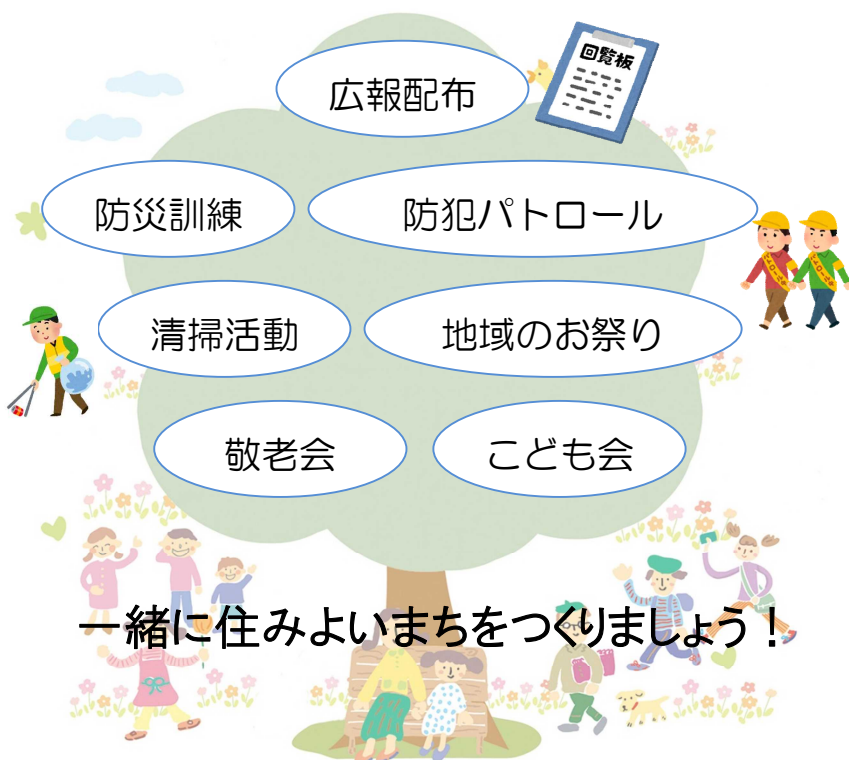 広報配布
回覧板
防災訓練
防犯パトロール
清掃活動
地域のお祭り
敬老会
こども会
一緒に住みよいまちをつくりましょう！